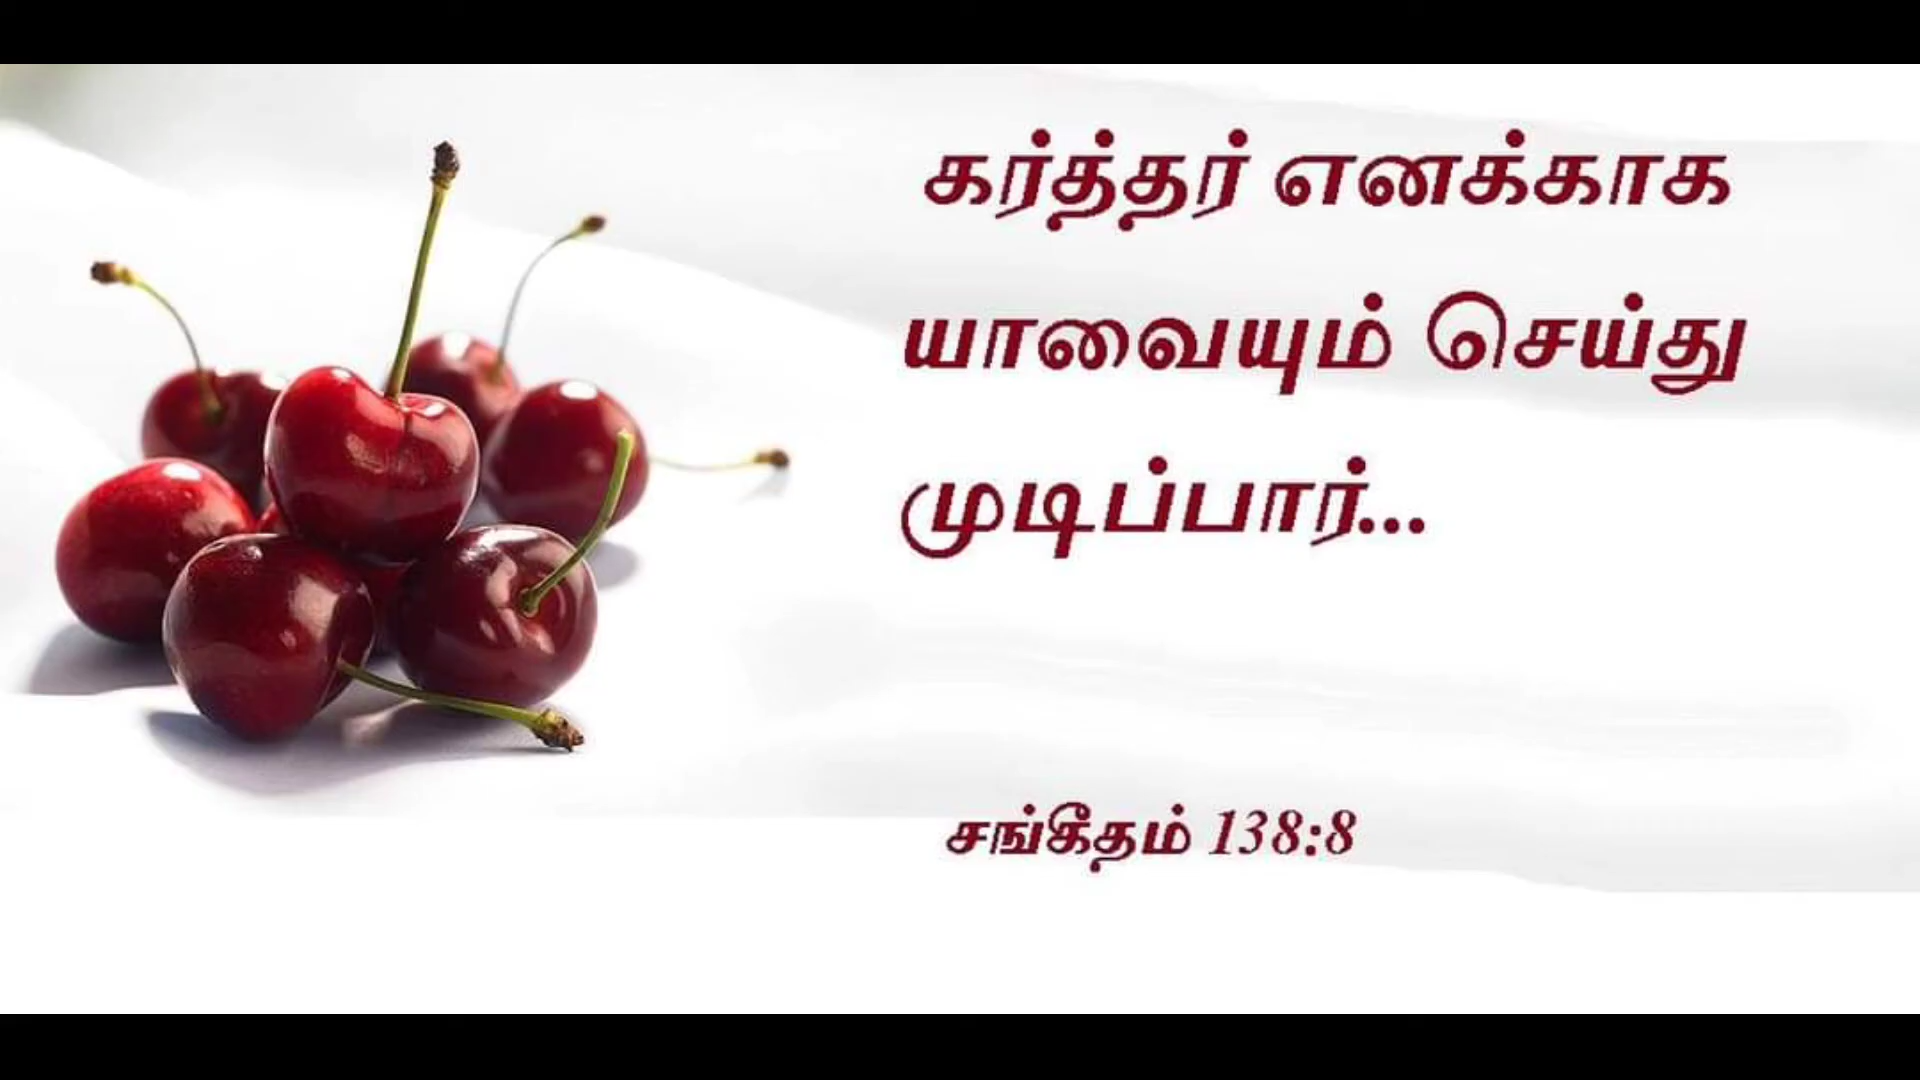 கர்த்தர் எனக்காக
யாவையும் செய்து
முடிப்பார்...
சங்கீதம் 138:8